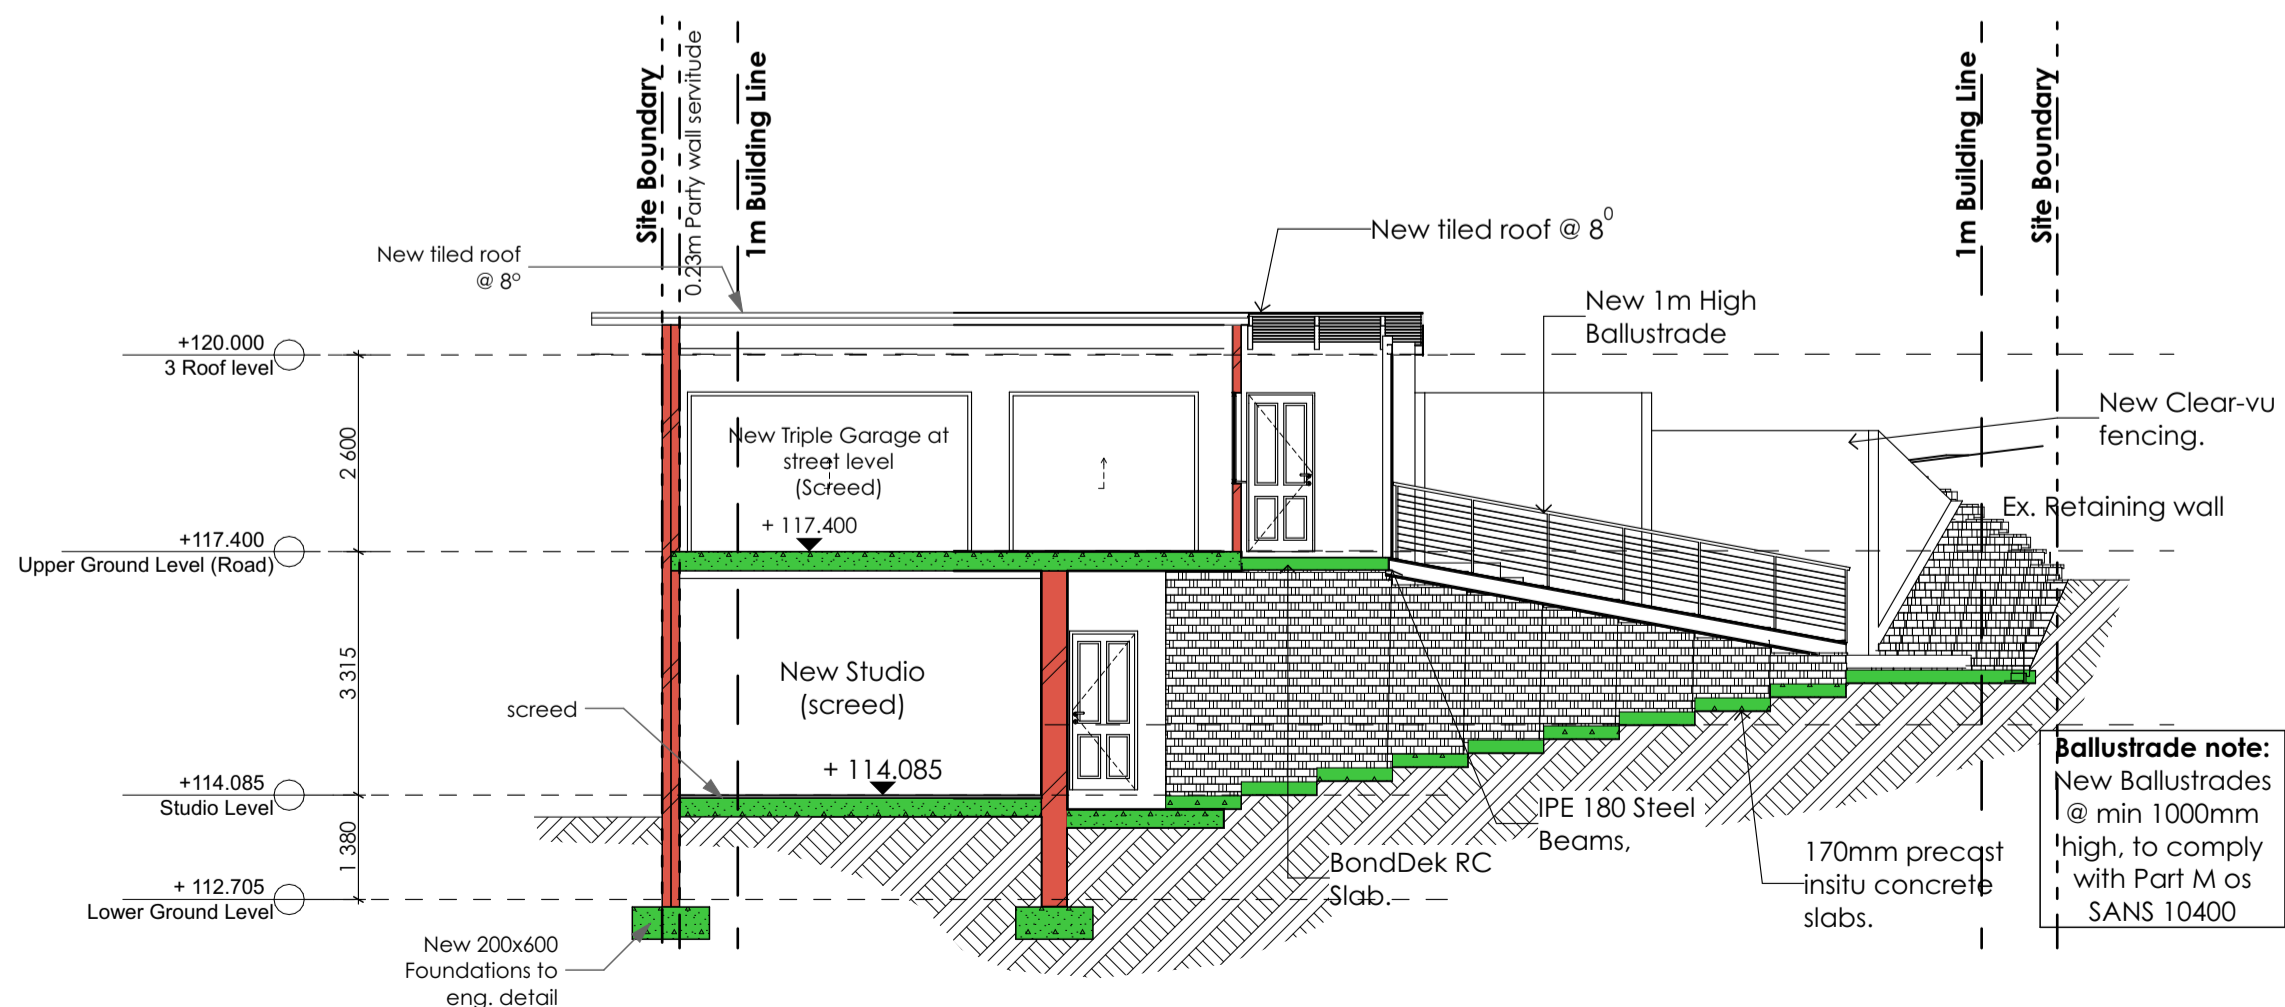 Site Boundary
0.23m Party wall servitude
1m Building Line
1m Building Line
Site Boundary
New tiled roof
@ 8°
New tiled roof @ 8⁰
New 1m High
Ballustrade
+120.000
3 Roof level
New Clear-vu
fencing.
2 600
New Triple Garage at
street level
(Screed)
+ 117.400
Ex. Retaining wall
+117.400
Upper Ground Level (Road)
3 315
New Studio
(screed)
screed
+ 114.085
+114.085
Studio Level
1 380
+ 112.705
Lower Ground Level
IPE 180 Steel
Beams,
BondDek RC
Slab.
170mm precast
insitu concrete
slabs.
Ballustrade note:
New Ballustrades
@ min 1000mm
high, to comply
with Part M os
SANS 10400
New 200x600
Foundations to
eng. detail